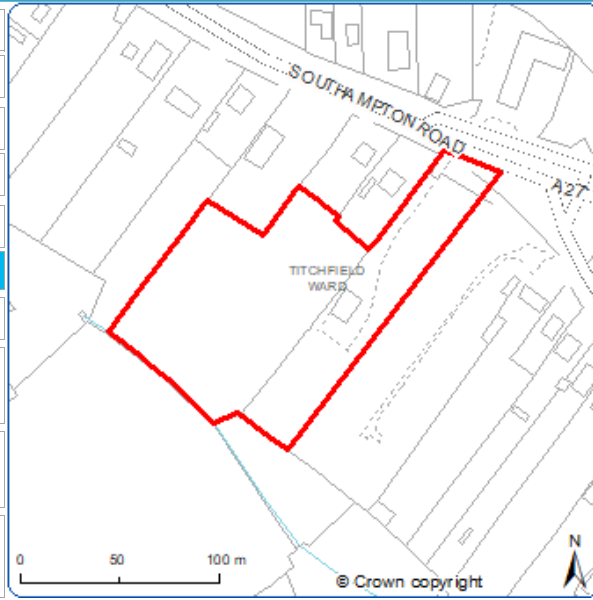 SOUTHAMPTON ROAD
A27
TITCHFIELD
WARD
0 50 100 m
N
© Crown copyright